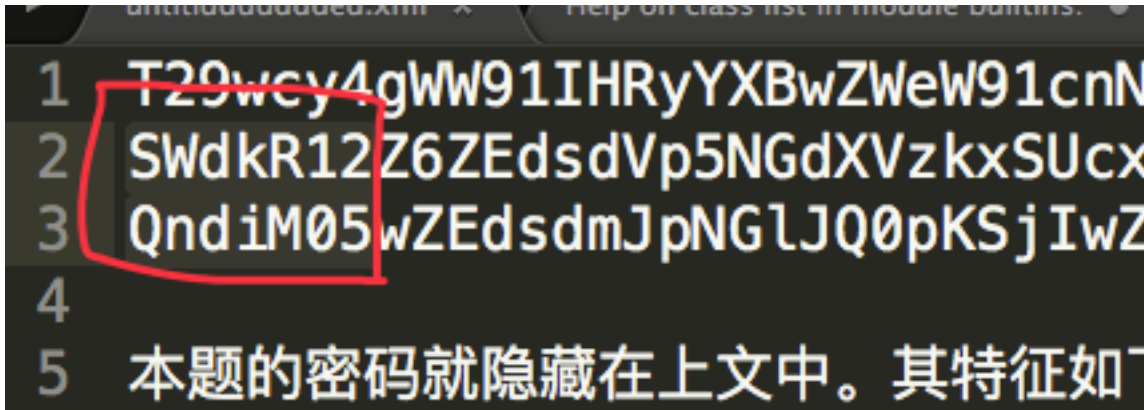 untitledddddddded.xml × Help on class list in module builtins.
1 T29wcy4gWW91IHRyYXBwZWeW91cnN
2 SWdkR12Z6ZEdsdVp5NGdXVzkxSUcx
3 QndiM05wZEdsdmJpNGlJQ0pKSjIwZ
4
5 本题的密码就隐藏在上文中。其特征如